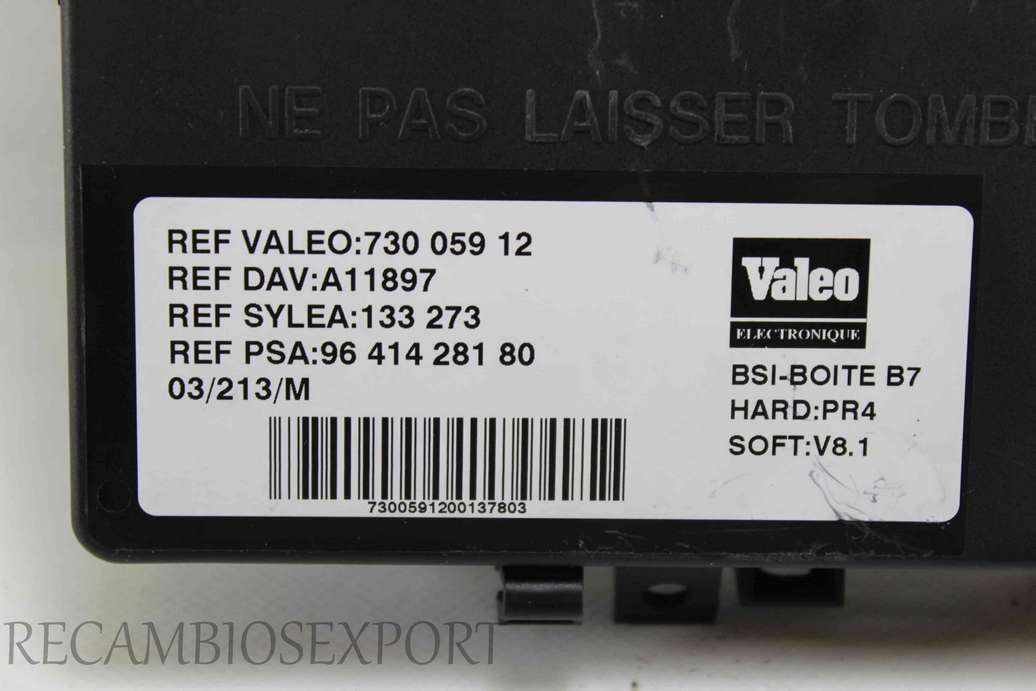 NE PAS LAISSER TOMB
REF VALEO:730 059 12
REF DAV:A11897
REF SYLEA:133 273
REF PSA:96 414 281 80
03/213/M
7300591200137803
Valeo
ELECTRONIQUE
BSI-BOITE B7
HARD:PR4
SOFT:V8.1
RECAMBIOSEXPORT